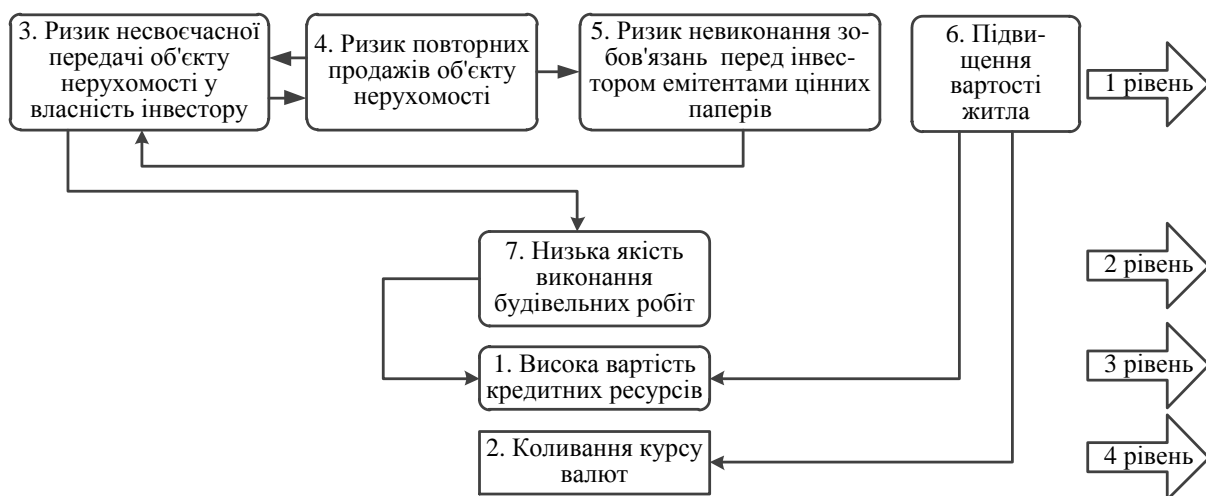 3. Ризик несвоєчасної
передачі об'єкту
нерухомості у
власність інвестору
4. Ризик повторних
продажів об'єкту
нерухомості
5. Ризик невиконання зо-
бов'язань перед інвес-
тором емітентами цінних
паперів
6. Підви-
щення
вартості
житла
1 рівень
7. Низька якість
виконання
будівельних робіт
2 рівень
1. Висока вартість
кредитних ресурсів
3 рівень
2. Коливання курсу
валют
4 рівень